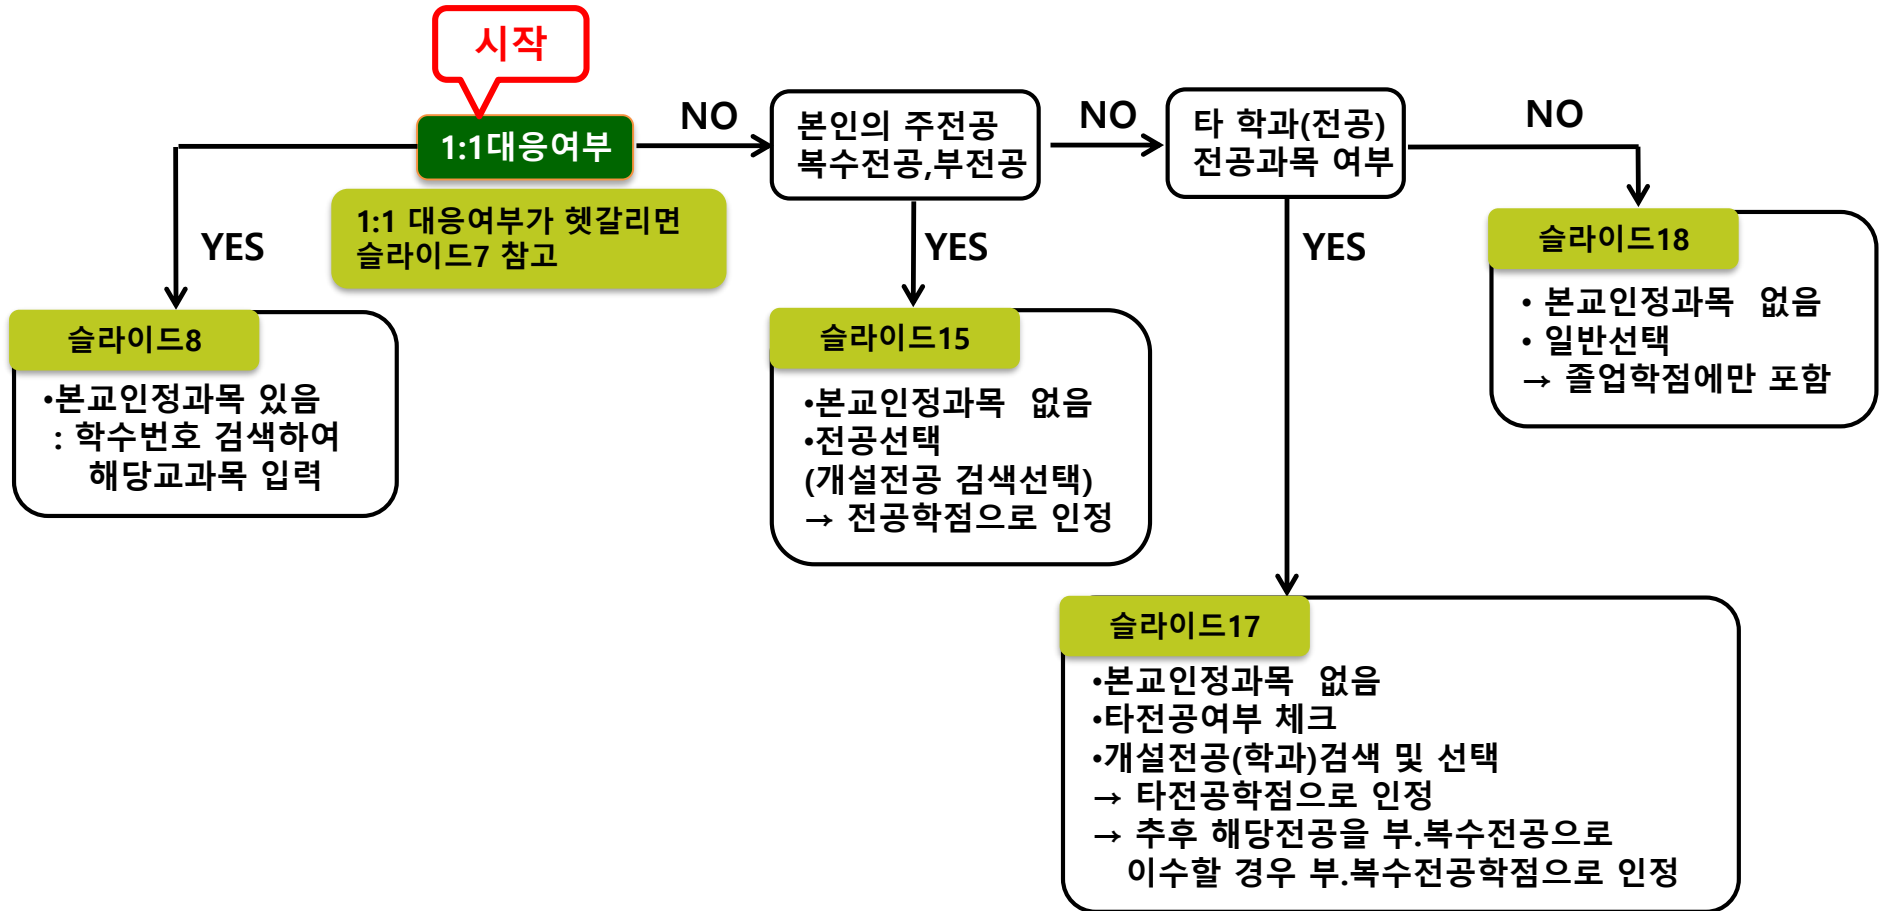 시작
1:1대응여부
NO
본인의 주전공
복수전공,부전공
NO
타 학과(전공)
전공과목 여부
NO
1:1 대응여부가 헷갈리면
슬라이드7 참고
YES
YES
YES
슬라이드8
•본교인정과목 있음
: 학수번호 검색하여
해당교과목 입력
슬라이드15
•본교인정과목 없음
•전공선택
(개설전공 검색선택)
→ 전공학점으로 인정
슬라이드18
• 본교인정과목 없음
• 일반선택
→ 졸업학점에만 포함
슬라이드17
•본교인정과목 없음
•타전공여부 체크
•개설전공(학과)검색 및 선택
→ 타전공학점으로 인정
→ 추후 해당전공을 부.복수전공으로
이수할 경우 부.복수전공학점으로 인정